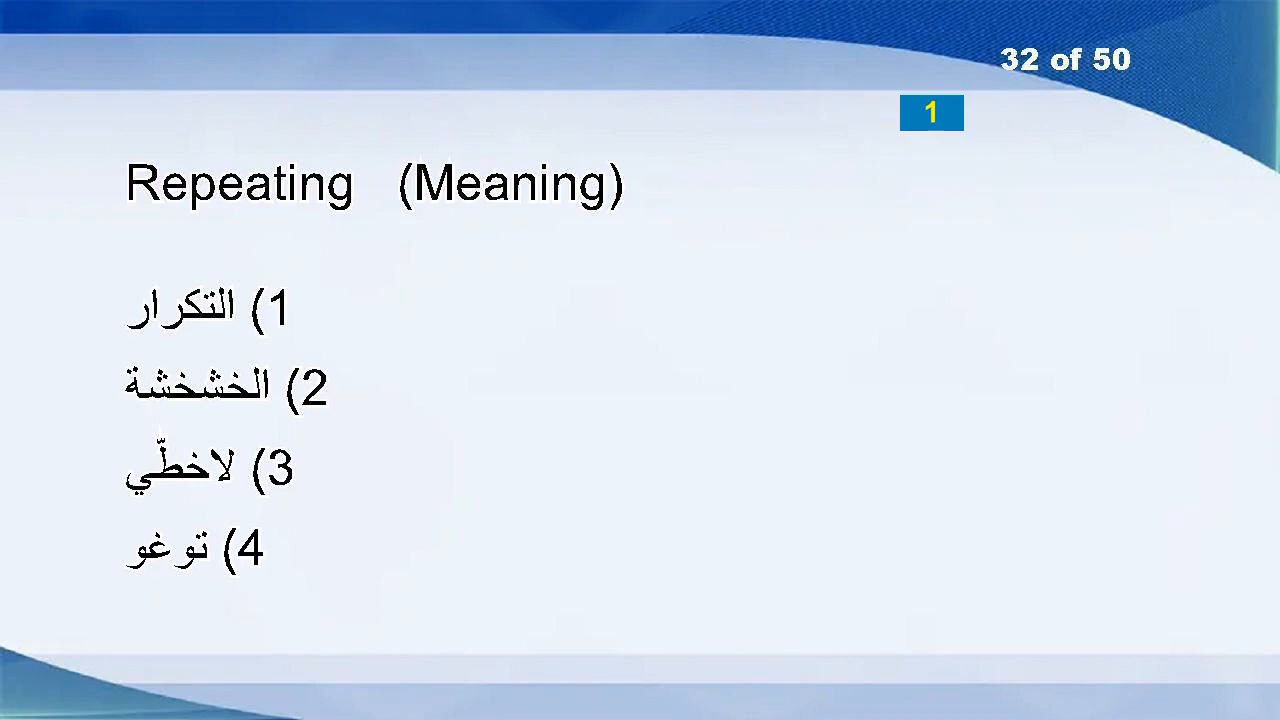 32 of 50
1
Repeating (Meaning)
1) التكرار
2) الخشخشة
3) لاخطّي
4) توغو